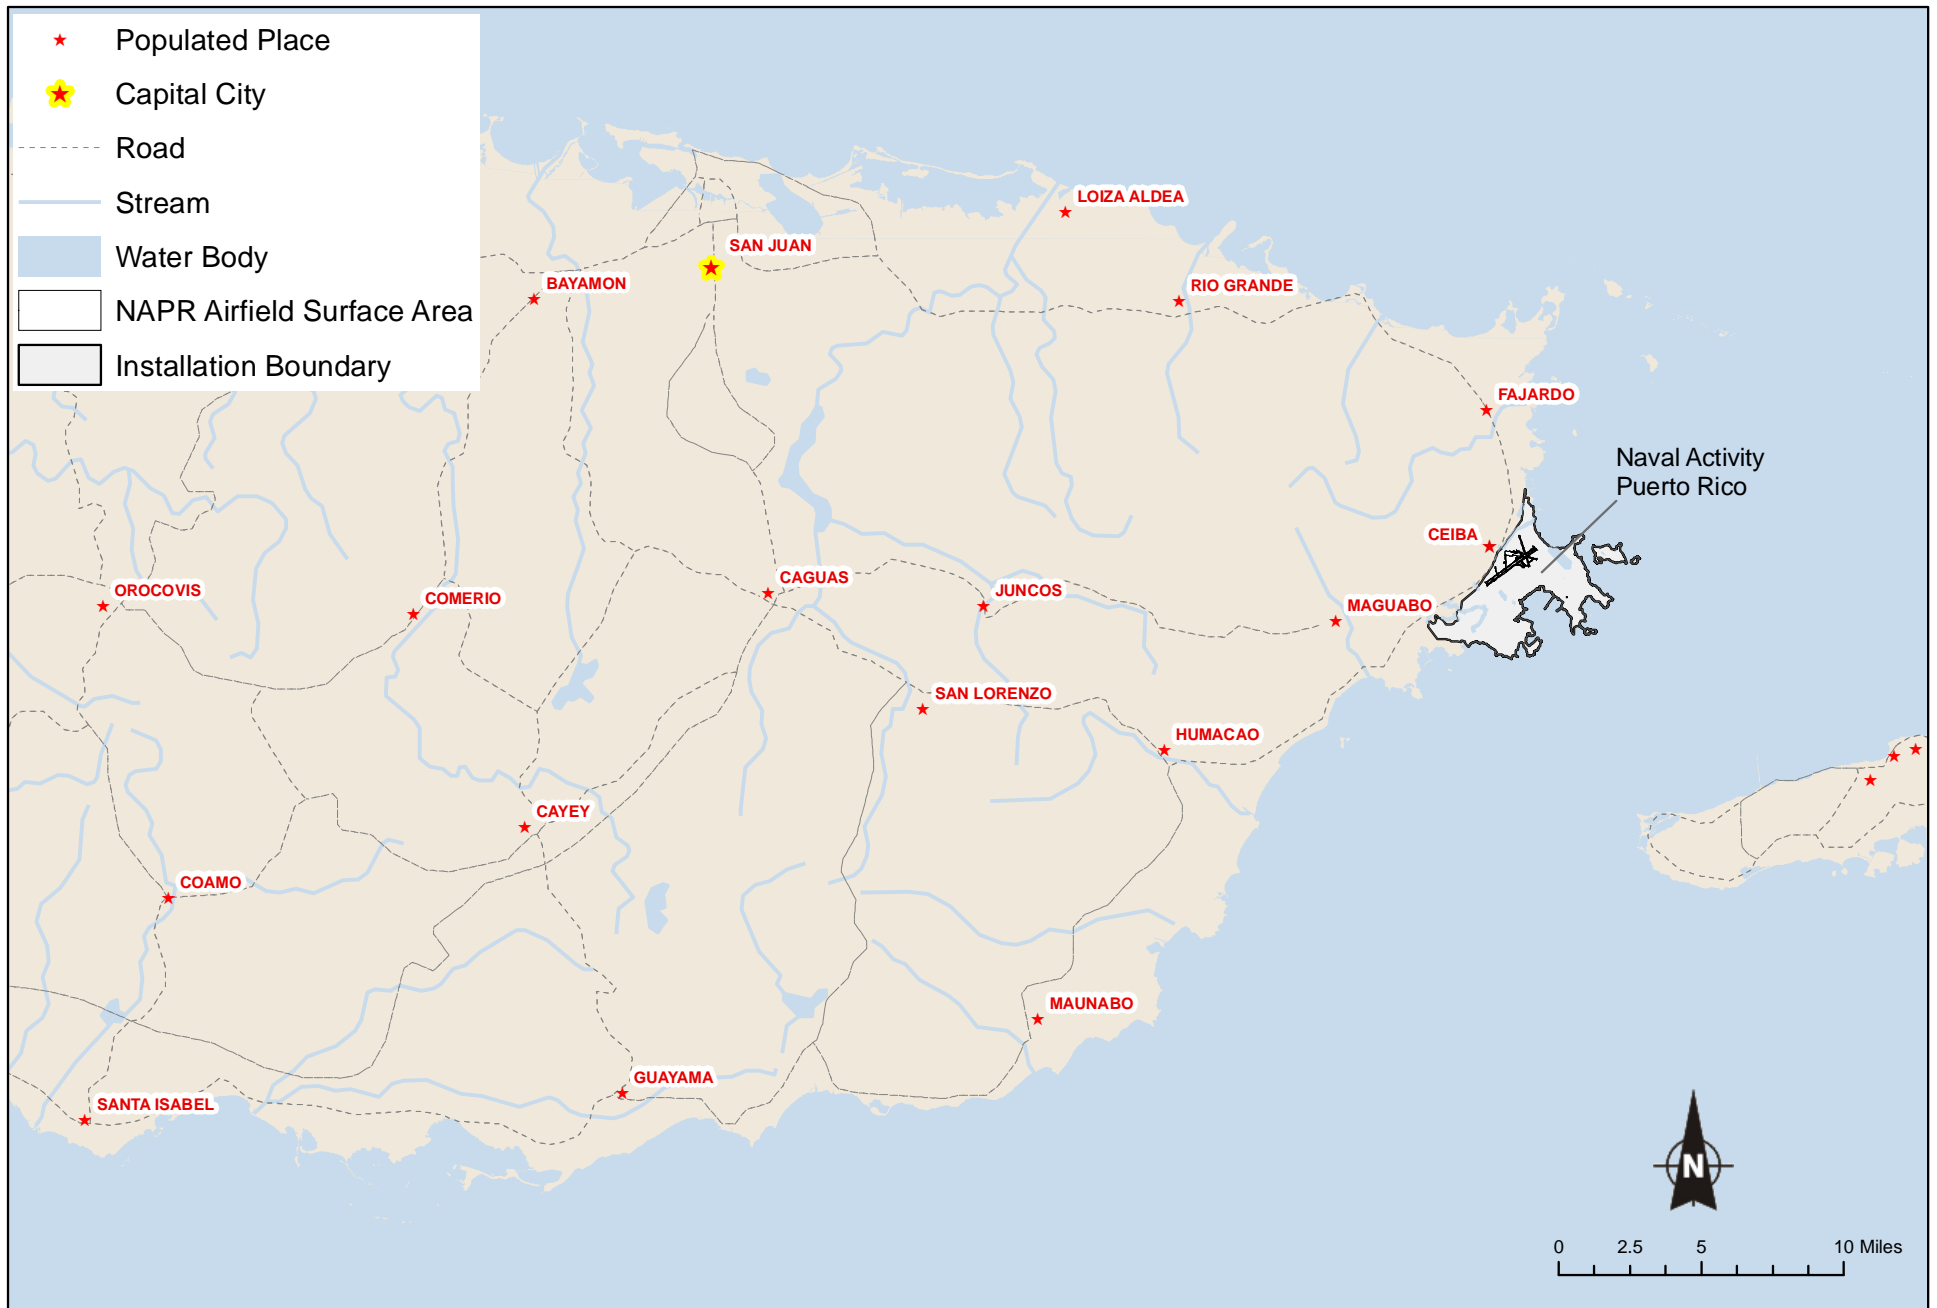 Populated Place
Capital City
Road
Stream
Water Body
NAPR Airfield Surface Area
Installation Boundary
LOIZA ALDEA
SAN JUAN
BAYAMON
RIO GRANDE
FAJARDO
Naval Activity
Puerto Rico
CEIBA
CAGUAS
JUNCOS
OROCOVIS
COMERIO
MAGUABO
SAN LORENZO
HUMACAO
CAYEY
COAMO
MAUNABO
GUAYAMA
SANTA ISABEL
N
0 2.5 5 10 Miles